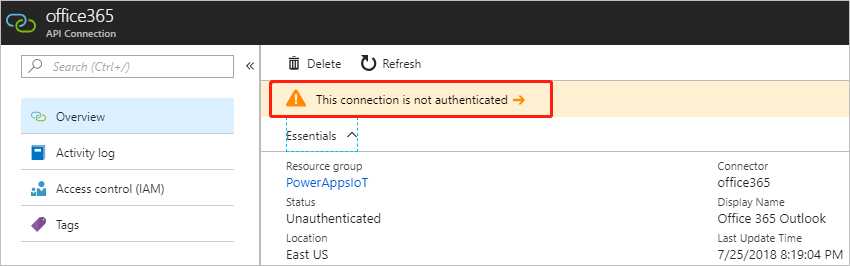 office365
API Connection
Search (Ctrl+/)
«
Delete
Refresh
This connection is not authenticated →
Overview
Essentials
Activity log
Resource group
Connector
PowerAppsIoT
office365
Access control (IAM)
Status
Display Name
Unauthenticated
Office 365 Outlook
Tags
Location
Last Update Time
East US
7/25/2018 8:19:04 PM